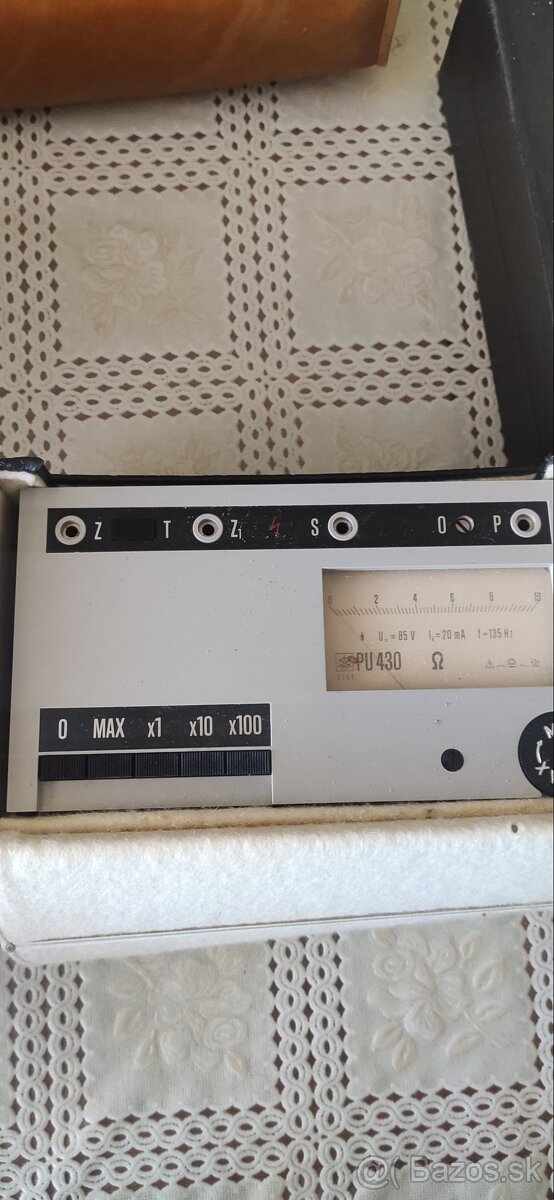 Z T Z1 S O P
0 2 4 6 8 10
U = 85 V Ik = 20 mA f = 135 Hz
PU 430 Ω
0 MAX x1 x10 x100
Bazos.sk